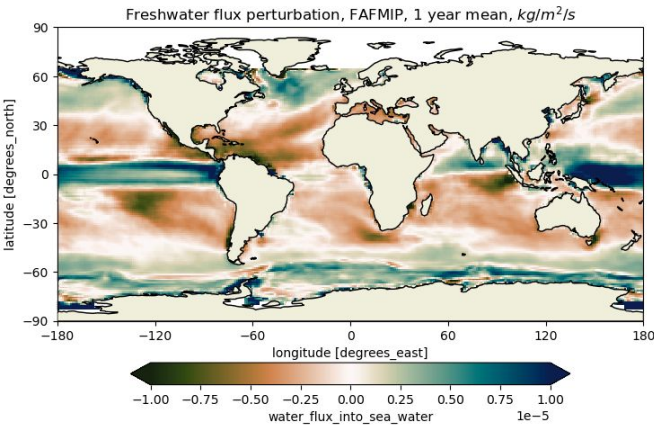 Freshwater flux perturbation, FAFMIP, 1 year mean, kg/m²/s
90
60
30
0
−30
−60
−90
latitude [degrees_north]
−180 −120 −60 0 60 120 180
longitude [degrees_east]
−1.00 −0.75 −0.50 −0.25 0.00 0.25 0.50 0.75 1.00
1e−5
water_flux_into_sea_water